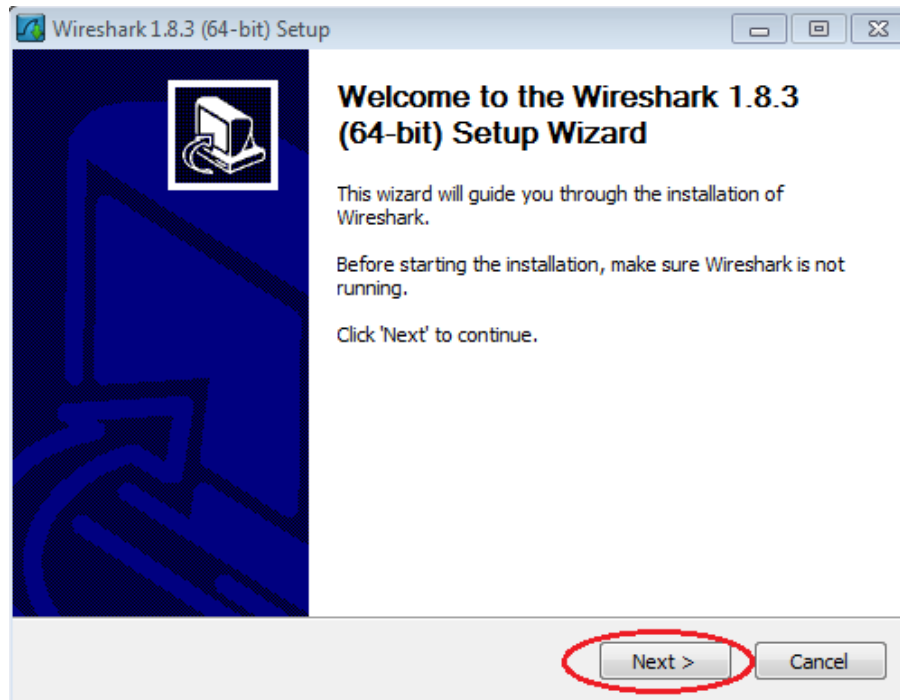 Wireshark 1.8.3 (64-bit) Setup
Welcome to the Wireshark 1.8.3
(64-bit) Setup Wizard
This wizard will guide you through the installation of
Wireshark.
Before starting the installation, make sure Wireshark is not
running.
Click 'Next' to continue.
Next >
Cancel